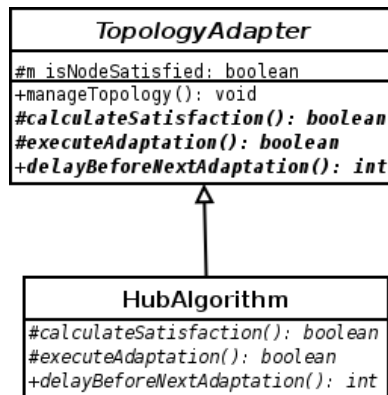 TopologyAdapter
#m_isNodeSatisfied: boolean
+manageTopology(): void
#calculateSatisfaction(): boolean
#executeAdaptation(): boolean
+delayBeforeNextAdaptation(): int
HubAlgorithm
#calculateSatisfaction(): boolean
#executeAdaptation(): boolean
+delayBeforeNextAdaptation(): int